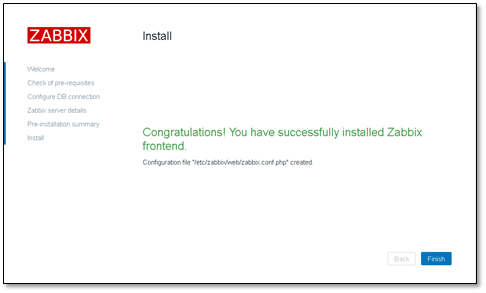 ZABBIX
Install
Welcome
Check of pre-requisites
Configure DB connection
Zabbix server details
Pre-installation summary
Install
Congratulations! You have successfully installed Zabbix
frontend.
Configuration file "/etc/zabbix/web/zabbix.conf.php" created.
Back
Finish